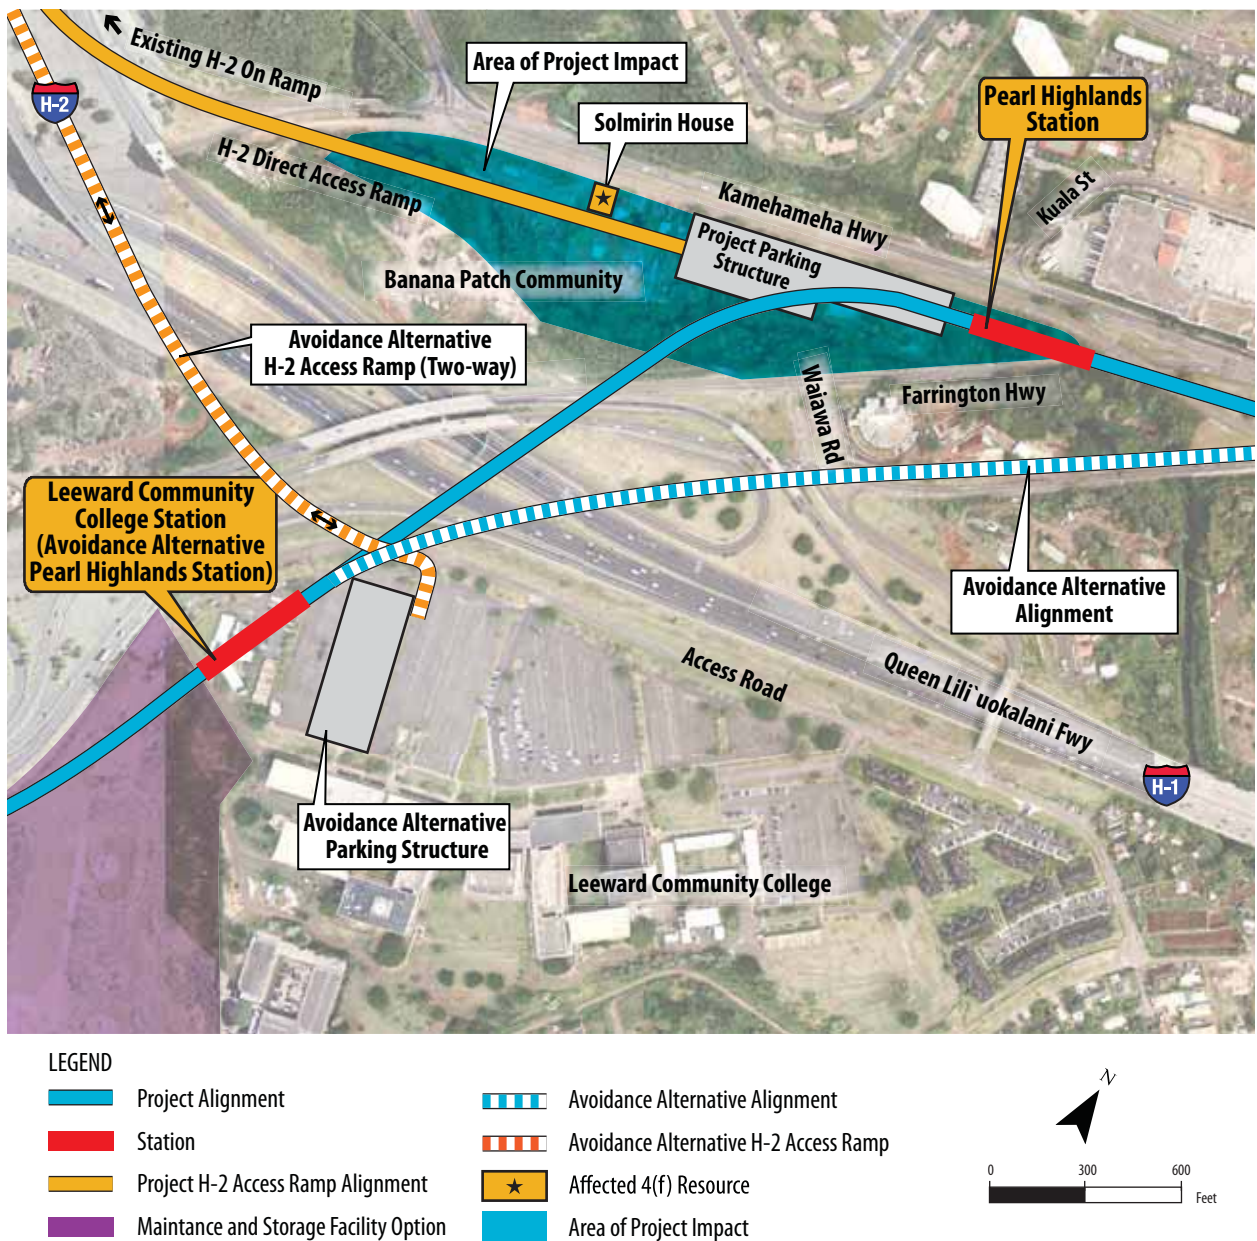 Existing H-2 On Ramp
Area of Project Impact
Solmirin House
Pearl Highlands
Station
H-2
H-2 Direct Access Ramp
Kamehameha Hwy
Kuala St
Project Parking
Structure
Banana Patch Community
Avoidance Alternative
H-2 Access Ramp (Two-way)
Waiawa Rd
Farrington Hwy
Leeward Community
College Station
(Avoidance Alternative
Pearl Highlands Station)
Avoidance Alternative
Alignment
Access Road
Queen Lili`uokalani Fwy
H-1
Avoidance Alternative
Parking Structure
Leeward Community College
LEGEND
Project Alignment
Station
Project H-2 Access Ramp Alignment
Maintance and Storage Facility Option
Avoidance Alternative Alignment
Avoidance Alternative H-2 Access Ramp
Affected 4(f) Resource
Area of Project Impact
N
0 300 600
Feet